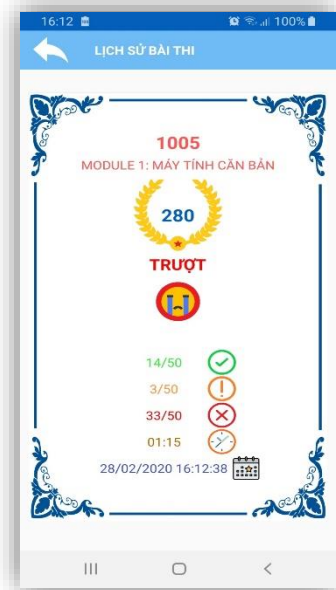 16:12 100%
LỊCH SỬ BÀI THI
1005
MODULE 1: MÁY TÍNH CĂN BẢN
280
TRƯỢT
14/50
3/50
33/50
01:15
28/02/2020 16:12:38